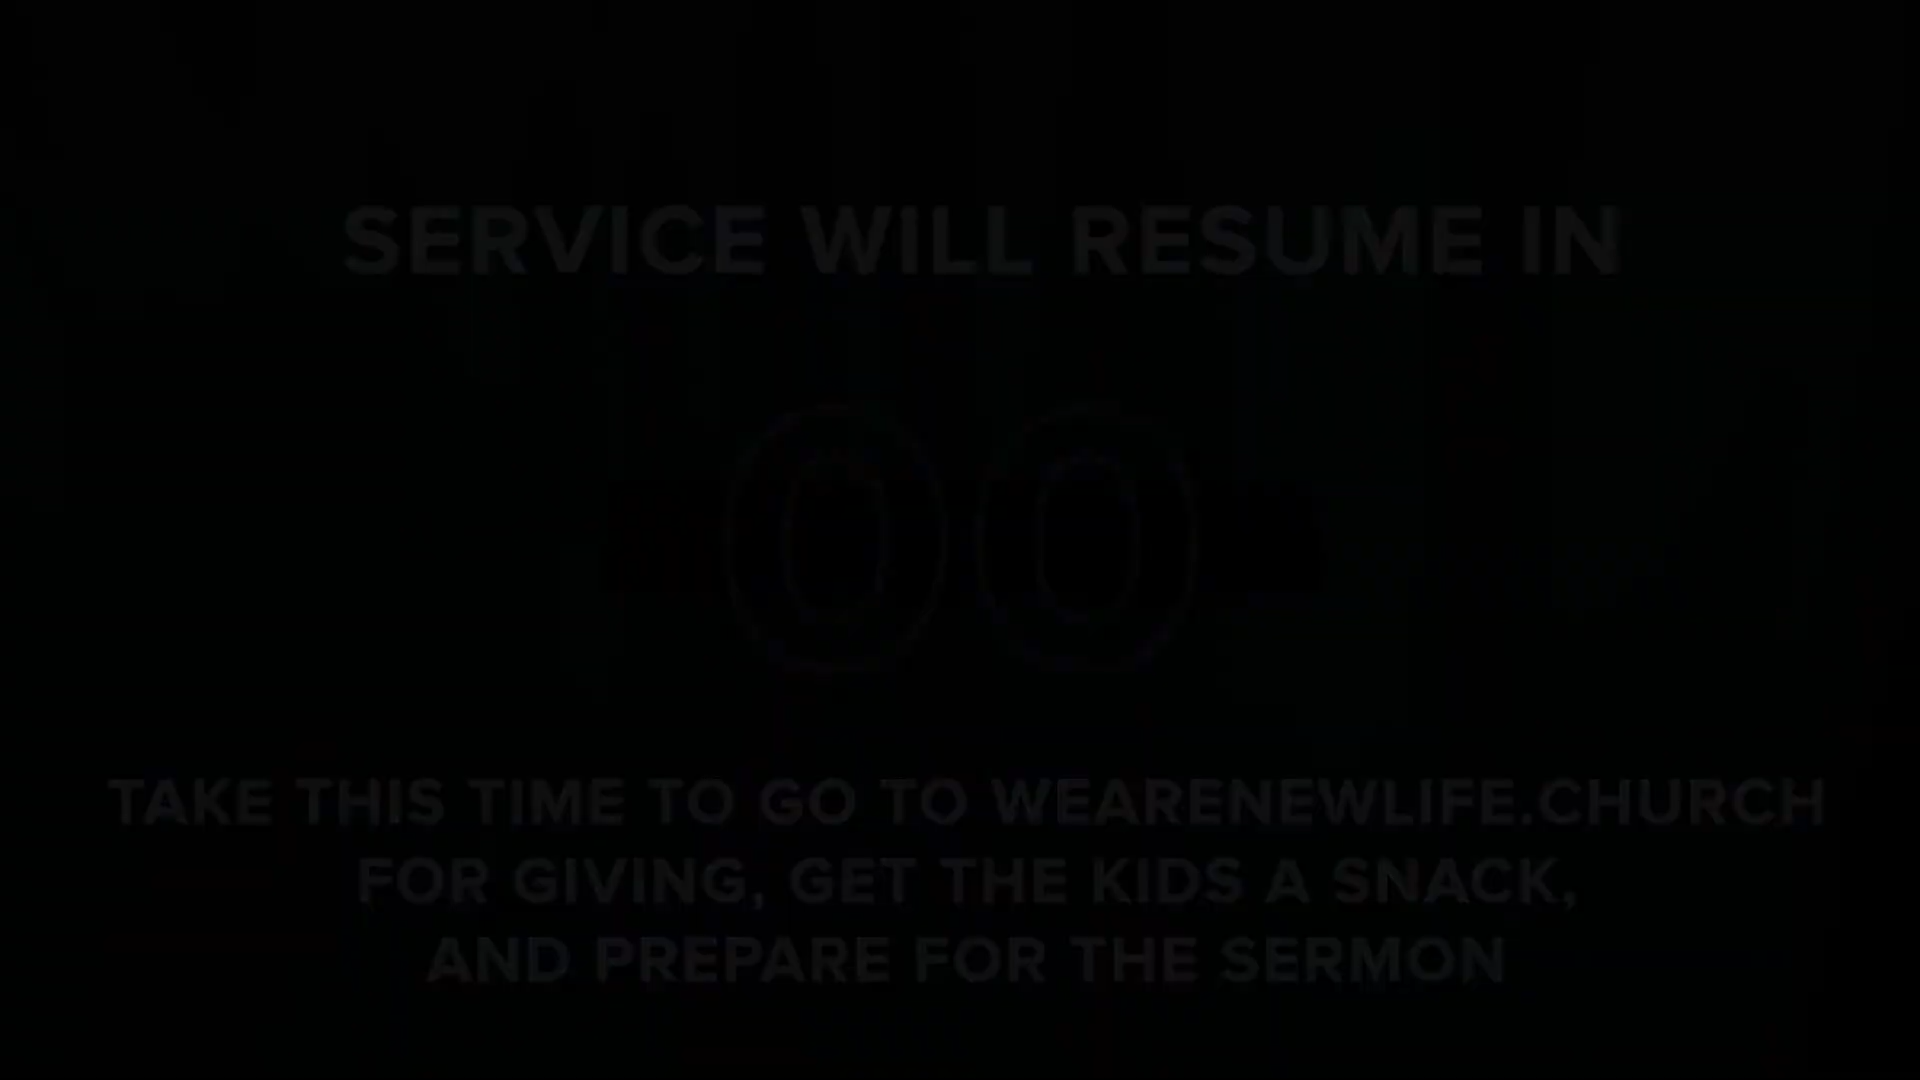 SERVICE WILL RESUME IN
00
TAKE THIS TIME TO GO TO WEARENEWLIFE.CHURCH
FOR GIVING, GET THE KIDS A SNACK,
AND PREPARE FOR THE SERMON